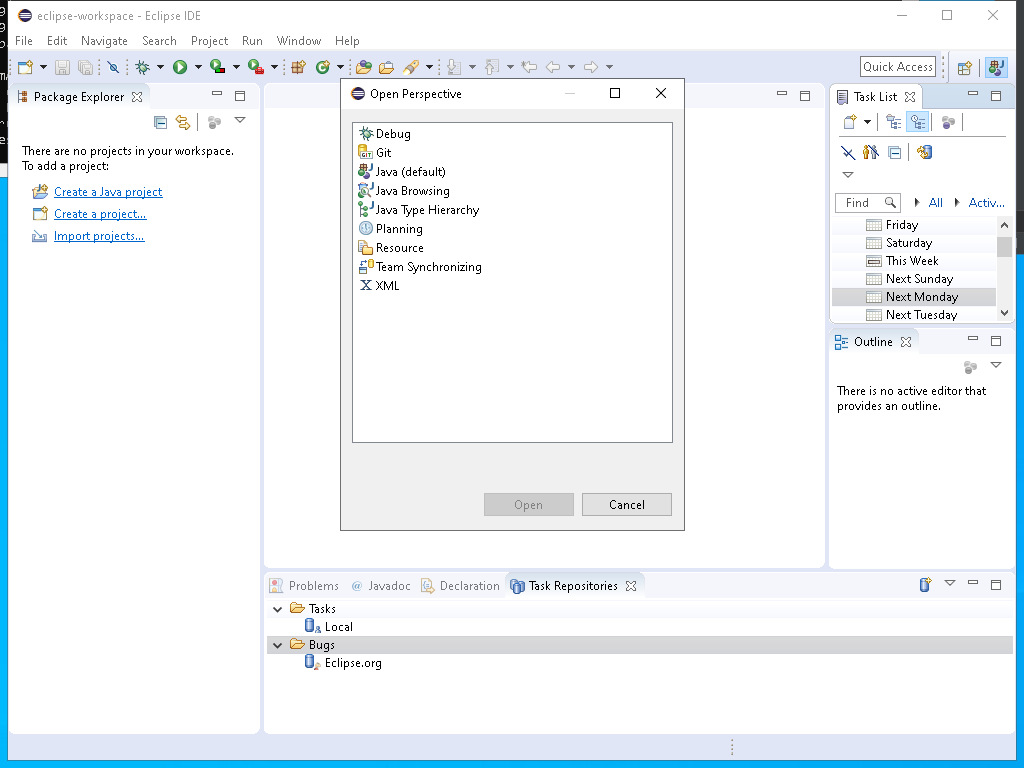 eclipse-workspace - Eclipse IDE
File Edit Navigate Search Project Run Window Help
Quick Access
Package Explorer
There are no projects in your workspace.
To add a project:
Create a Java project
Create a project...
Import projects...
Open Perspective
Debug
Git
Java (default)
Java Browsing
Java Type Hierarchy
Planning
Resource
Team Synchronizing
XML
Open Cancel
Task List
Find All Activ...
Friday
Saturday
This Week
Next Sunday
Next Monday
Next Tuesday
Outline
There is no active editor that
provides an outline.
Problems Javadoc Declaration Task Repositories
Tasks
Local
Bugs
Eclipse.org